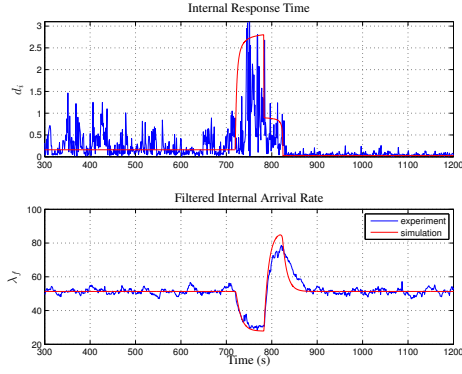 Internal Response Time
d_i
3
2.5
2
1.5
1
0.5
0
300 400 500 600 700 800 900 1000 1100 1200
Filtered Internal Arrival Rate
λ_f
100
80
60
40
20
experiment
simulation
300 400 500 600 700 800 900 1000 1100 1200
Time (s)